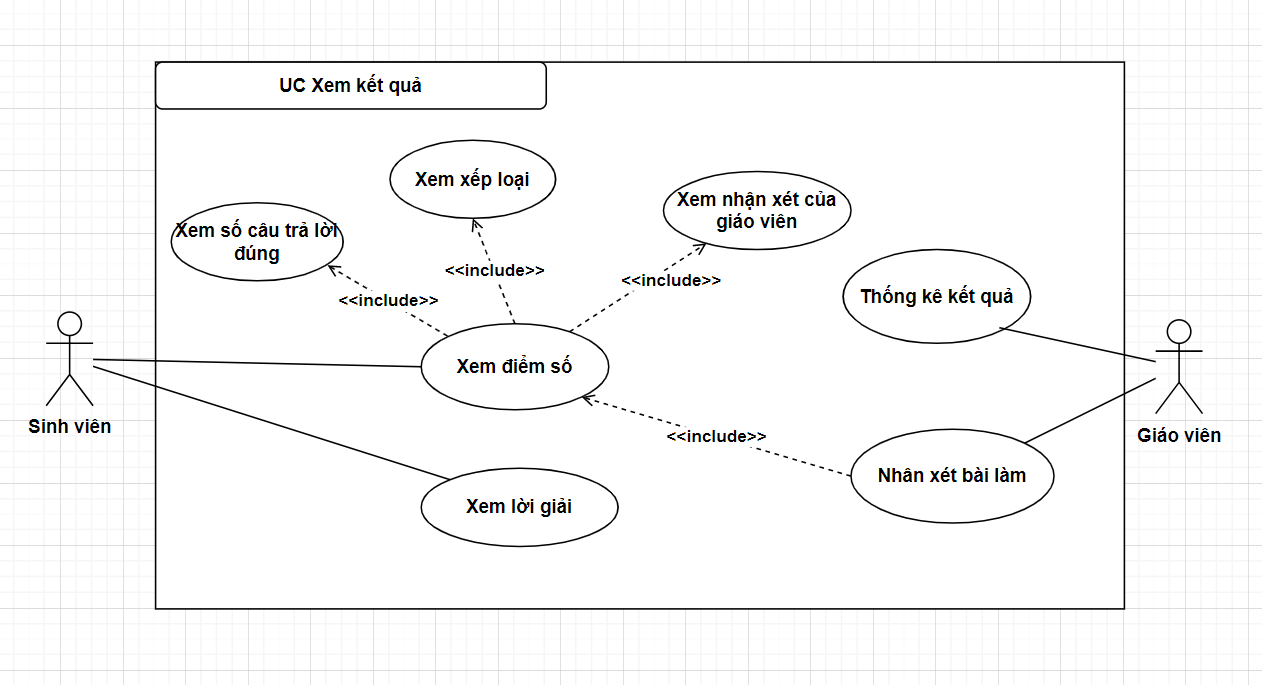 UC Xem kết quả
Xem xếp loại
Xem nhận xét của
giáo viên
Xem số câu trả lời
đúng
<<include>>
<<include>>
<<include>>
Thống kê kết quả
Xem điểm số
Sinh viên
Giáo viên
<<include>>
Nhân xét bài làm
Xem lời giải